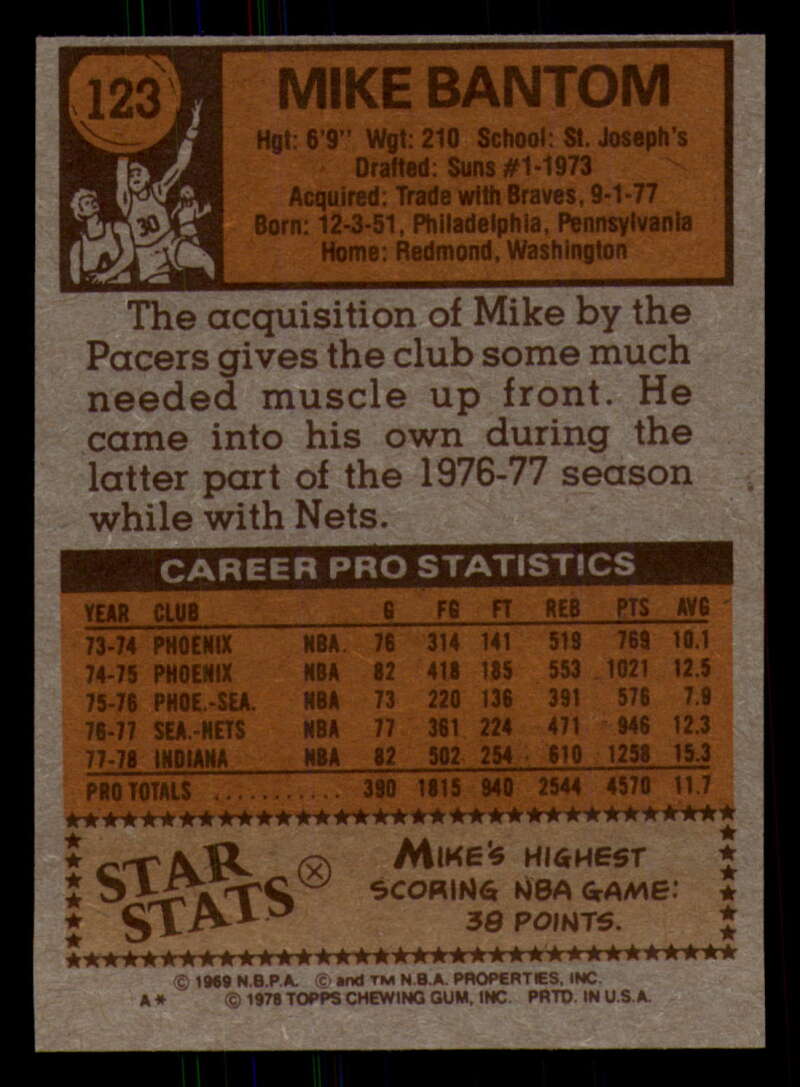 123
30
MIKE BANTOM
Hgt: 6'9" Wgt: 210 School: St. Joseph's
Drafted: Suns #1-1973
Acquired: Trade with Braves, 9-1-77
Born: 12-3-51, Philadelphia, Pennsylvania
Home: Redmond, Washington
The acquisition of Mike by the
Pacers gives the club some much
needed muscle up front. He
came into his own during the
latter part of the 1976-77 season
while with Nets.
CAREER PRO STATISTICS
YEAR CLUB G FG FT REB PTS AVG
73-74 PHOENIX NBA. 76 314 141 519 769 10.1
74-75 PHOENIX NBA 82 418 185 553 1021 12.5
75-76 PHOE.-SEA. NBA 73 220 136 391 576 7.9
76-77 SEA.-NETS NBA 77 361 224 471 946 12.3
77-78 INDIANA NBA 82 502 254 610 1258 15.3
PRO TOTALS ........... 390 1815 940 2544 4570 11.7
STAR STATS
MIKE'S HIGHEST
SCORING NBA GAME:
38 POINTS.
© 1969 N.B.P.A. © and TM N.B.A. PROPERTIES, INC.
A* © 1978 TOPPS CHEWING GUM, INC. PRTD. IN U.S.A.